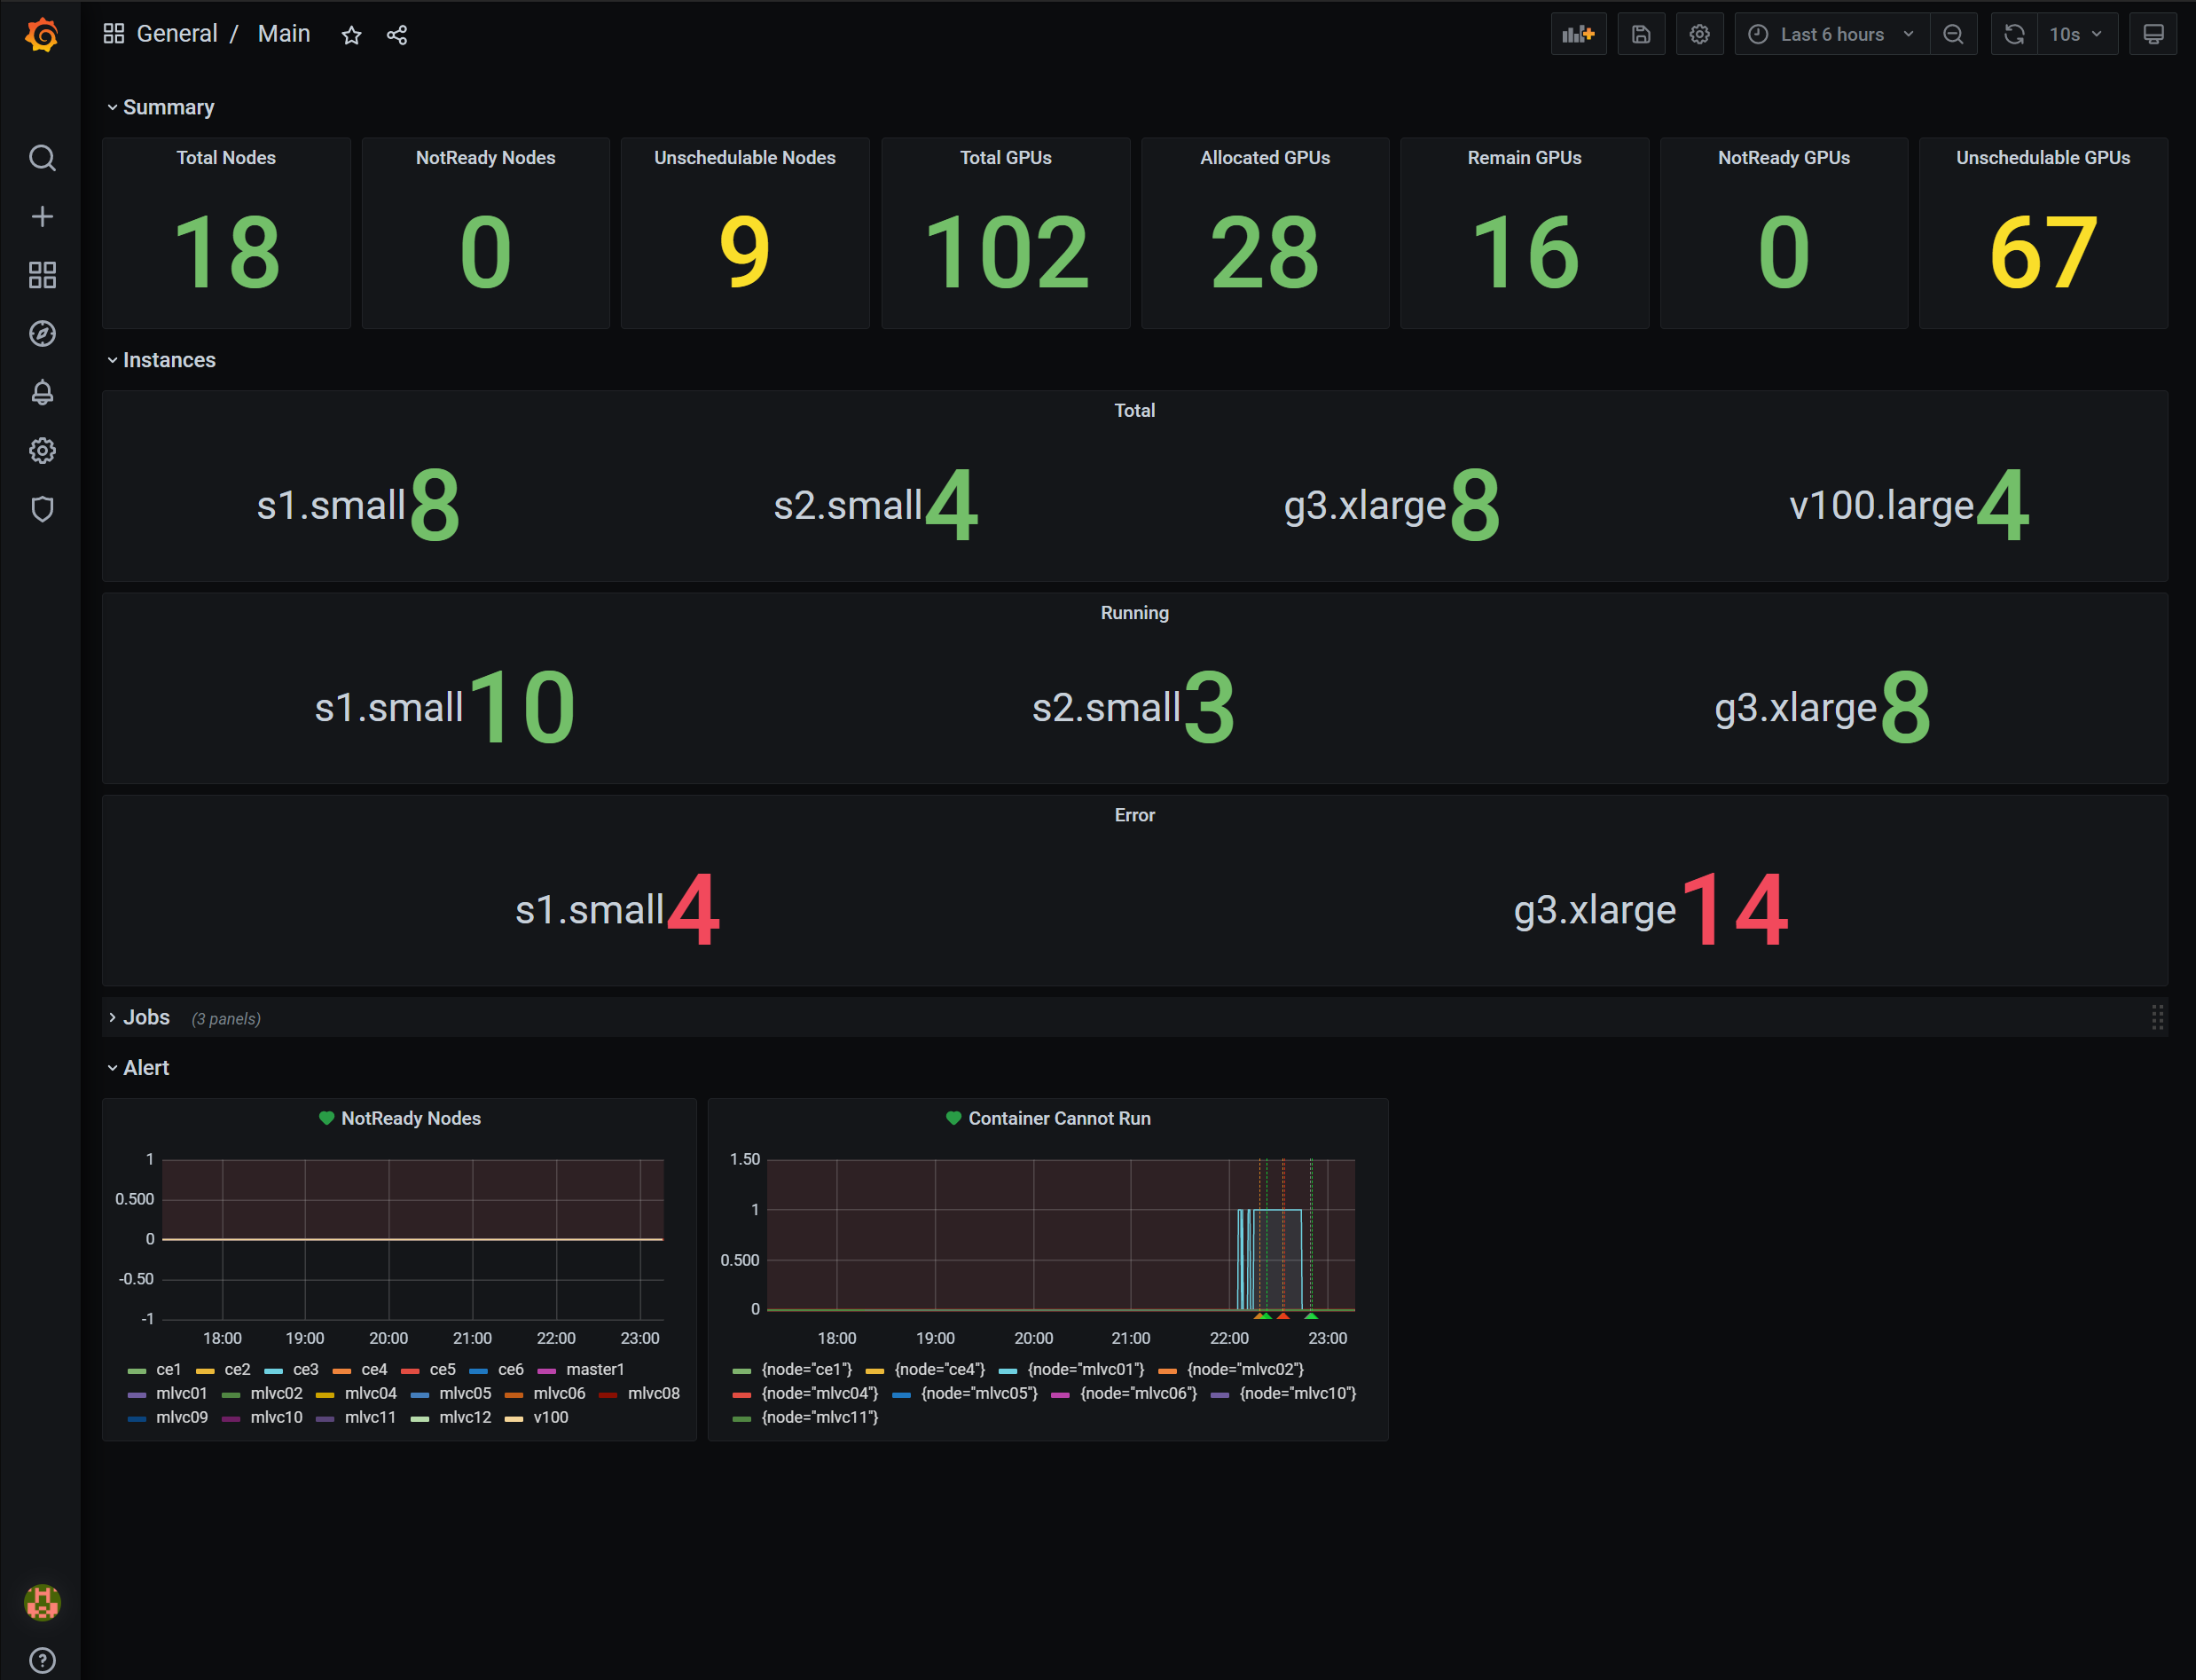 General / Main
Last 6 hours
10s
Summary
Total Nodes
18
NotReady Nodes
0
Unschedulable Nodes
9
Total GPUs
102
Allocated GPUs
28
Remain GPUs
16
NotReady GPUs
0
Unschedulable GPUs
67
Instances
Total
s1.small 8
s2.small 4
g3.xlarge 8
v100.large 4
Running
s1.small 10
s2.small 3
g3.xlarge 8
Error
s1.small 4
g3.xlarge 14
Jobs (3 panels)
Alert
NotReady Nodes
1
0.500
0
-0.50
-1
18:00 19:00 20:00 21:00 22:00 23:00
ce1 ce2 ce3 ce4 ce5 ce6 master1
mlvc01 mlvc02 mlvc04 mlvc05 mlvc06 mlvc08
mlvc09 mlvc10 mlvc11 mlvc12 v100
Container Cannot Run
1.50
1
0.500
0
18:00 19:00 20:00 21:00 22:00 23:00
{node="ce1"} {node="ce4"} {node="mlvc01"} {node="mlvc02"}
{node="mlvc04"} {node="mlvc05"} {node="mlvc06"} {node="mlvc10"}
{node="mlvc11"}